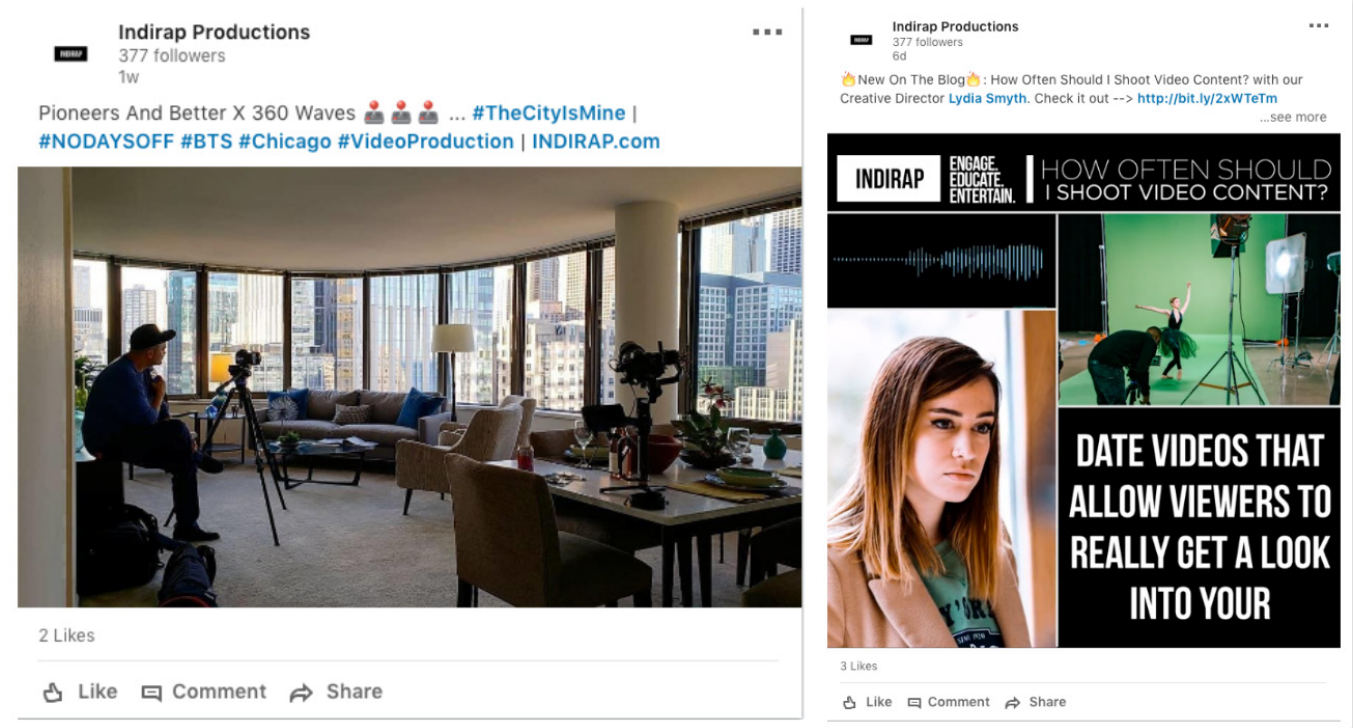 Indirap Productions
377 followers
1w
INDIRAP
Pioneers And Better X 360 Waves 🕹️ 🕹️ 🕹️ ... #TheCityIsMine |
#NODAYSOFF #BTS #Chicago #VideoProduction | INDIRAP.com
2 Likes
Like Comment Share
Indirap Productions
377 followers
6d
INDIRAP
🔥New On The Blog🔥: How Often Should I Shoot Video Content? with our
Creative Director Lydia Smyth. Check it out --> http://bit.ly/2xWTeTm
...see more
INDIRAP
ENGAGE.
EDUCATE.
ENTERTAIN.
HOW OFTEN SHOULD
I SHOOT VIDEO CONTENT?
DATE VIDEOS THAT
ALLOW VIEWERS TO
REALLY GET A LOOK
INTO YOUR
3 Likes
Like Comment Share